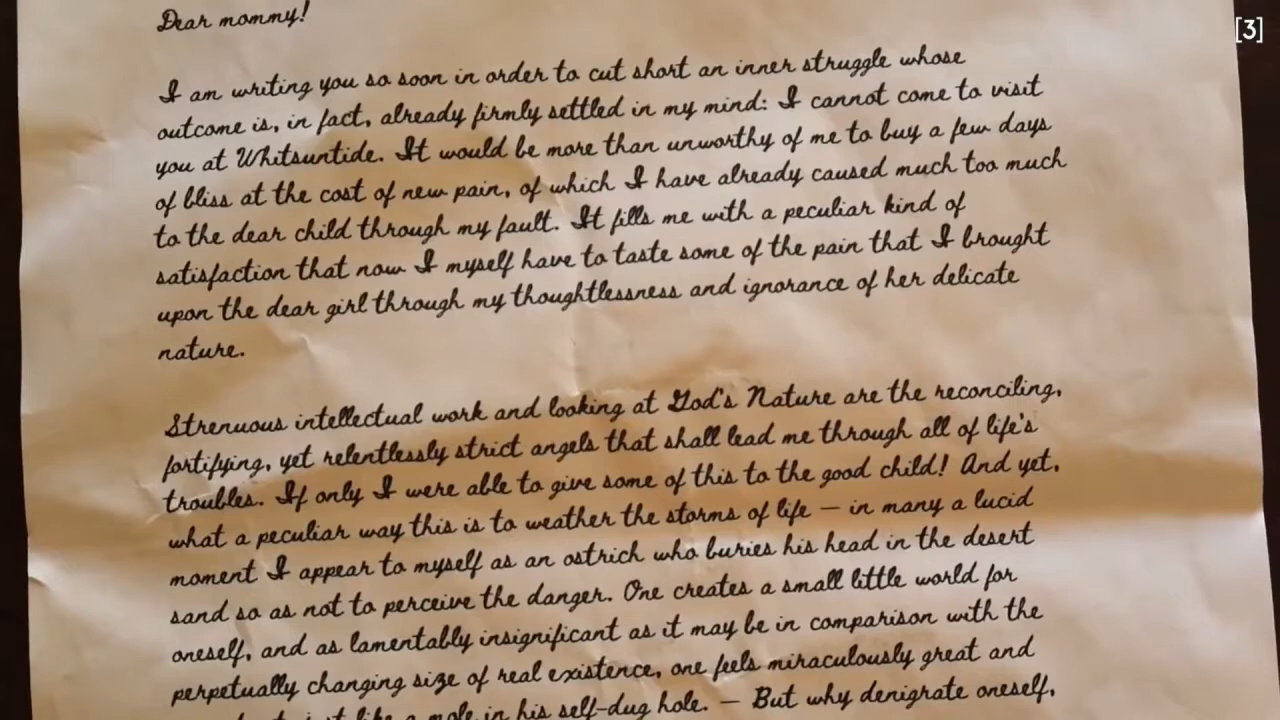 [3]
Dear mommy!
I am writing you so soon in order to cut short an inner struggle whose
outcome is, in fact, already firmly settled in my mind: I cannot come to visit
you at Whitsuntide. It would be more than unworthy of me to buy a few days
of bliss at the cost of new pain, of which I have already caused much too much
to the dear child through my fault. It fills me with a peculiar kind of
satisfaction that now I myself have to taste some of the pain that I brought
upon the dear girl through my thoughtlessness and ignorance of her delicate
nature.
Strenuous intellectual work and looking at God's Nature are the reconciling,
fortifying, yet relentlessly strict angels that shall lead me through all of life's
troubles. If only I were able to give some of this to the good child! And yet,
what a peculiar way this is to weather the storms of life — in many a lucid
moment I appear to myself as an ostrich who buries his head in the desert
sand so as not to perceive the danger. One creates a small little world for
oneself, and as lamentably insignificant as it may be in comparison with the
perpetually changing size of real existence, one feels miraculously great and
just like a mole in his self-dug hole. — But why denigrate oneself,